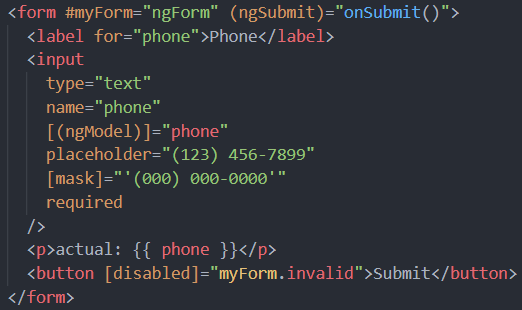 <form #myForm="ngForm" (ngSubmit)="onSubmit()">
  <label for="phone">Phone</label>
  <input
    type="text"
    name="phone"
    [(ngModel)]="phone"
    placeholder="(123) 456-7899"
    [mask]="'(000) 000-0000'"
    required
  />
  <p>actual: {{ phone }}</p>
  <button [disabled]="myForm.invalid">Submit</button>
</form>